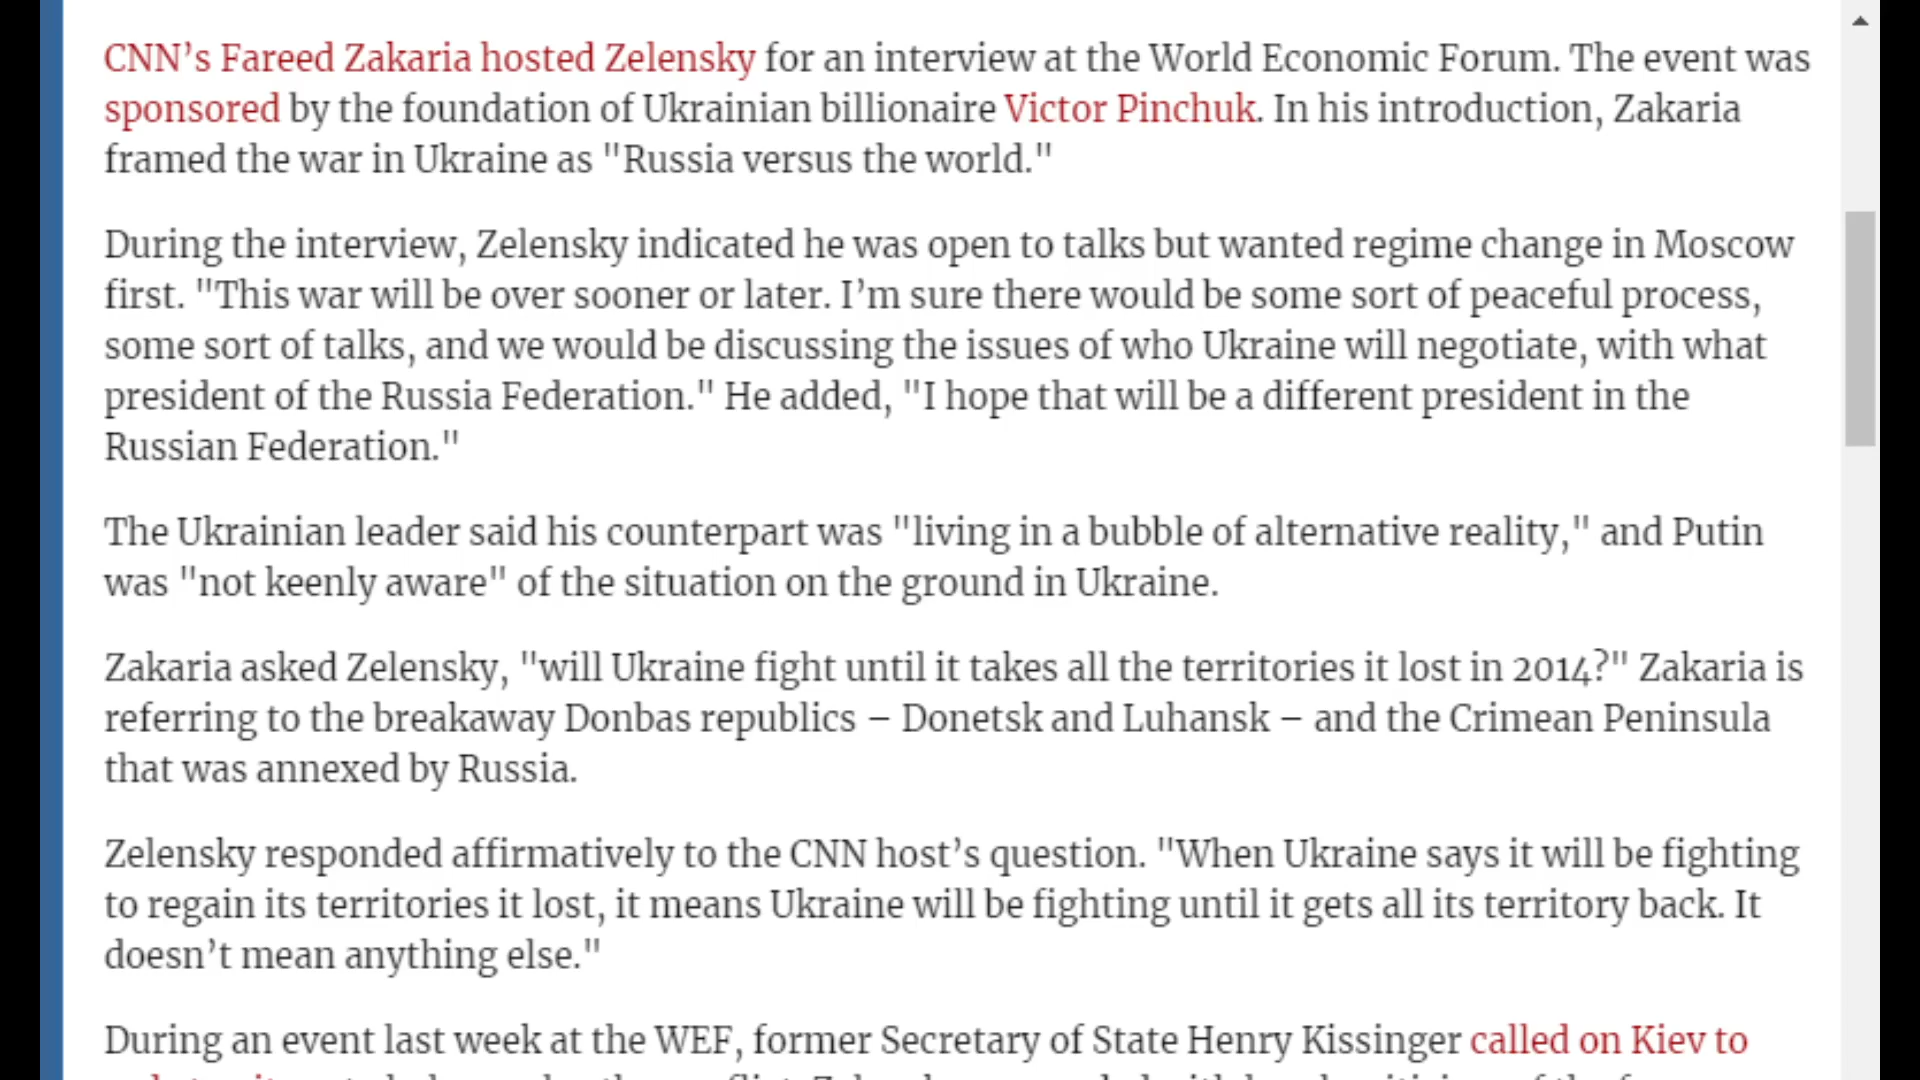 CNN’s Fareed Zakaria hosted Zelensky for an interview at the World Economic Forum. The event was
sponsored by the foundation of Ukrainian billionaire Victor Pinchuk. In his introduction, Zakaria
framed the war in Ukraine as "Russia versus the world."
During the interview, Zelensky indicated he was open to talks but wanted regime change in Moscow
first. "This war will be over sooner or later. I’m sure there would be some sort of peaceful process,
some sort of talks, and we would be discussing the issues of who Ukraine will negotiate, with what
president of the Russia Federation." He added, "I hope that will be a different president in the
Russian Federation."
The Ukrainian leader said his counterpart was "living in a bubble of alternative reality," and Putin
was "not keenly aware" of the situation on the ground in Ukraine.
Zakaria asked Zelensky, "will Ukraine fight until it takes all the territories it lost in 2014?" Zakaria is
referring to the breakaway Donbas republics – Donetsk and Luhansk – and the Crimean Peninsula
that was annexed by Russia.
Zelensky responded affirmatively to the CNN host’s question. "When Ukraine says it will be fighting
to regain its territories it lost, it means Ukraine will be fighting until it gets all its territory back. It
doesn’t mean anything else."
During an event last week at the WEF, former Secretary of State Henry Kissinger called on Kiev to